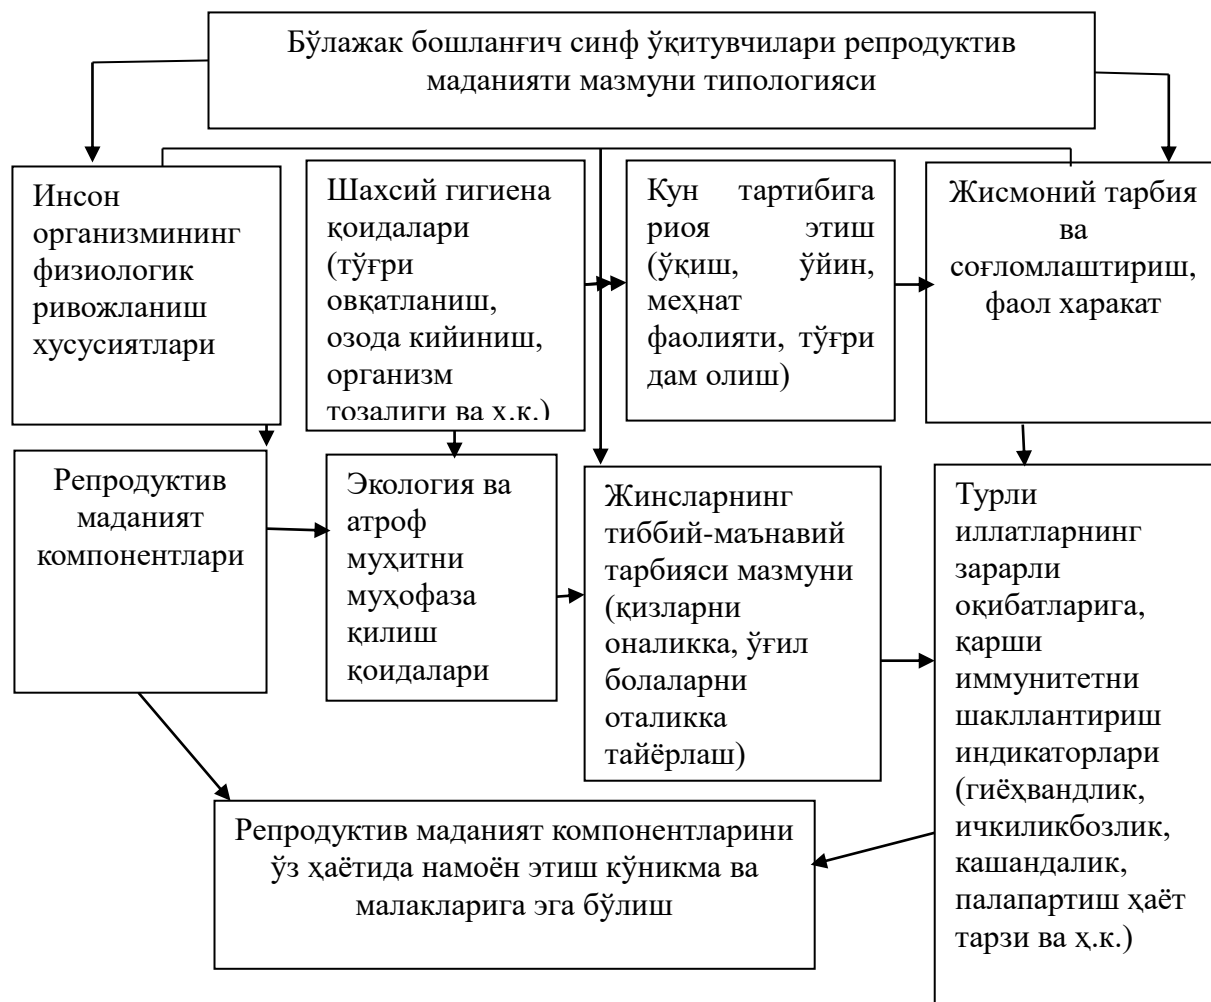 Бўлажак бошланғич синф ўқитувчилари репродуктив
маданияти мазмуни типологияси
Инсон
организмининг
физиологик
ривожланиш
хусусиятлари
Шахсий гигиена
қоидалари
(тўғри
овқатланиш,
озода кийиниш,
организм
тозалиги ва ҳ.к.)
Кун тартибига
риоя этиш
(ўқиш, ўйин,
меҳнат
фаолияти, тўғри
дам олиш)
Жисмоний тарбия
ва
соғломлаштириш,
фаол харакат
Репродуктив
маданият
компонентлари
Экология ва
атроф
муҳитни
муҳофаза
қилиш
қоидалари
Жинсларнинг
тиббий-маънавий
тарбияси мазмуни
(қизларни
оналикка, ўғил
болаларни
оталикка
тайёрлаш)
Турли
иллатларнинг
зарарли
оқибатларига,
қарши
иммунитетни
шакллантириш
индикаторлари
(гиёҳвандлик,
ичкиликбозлик,
кашандалик,
палапартиш ҳаёт
тарзи ва ҳ.к.)
Репродуктив маданият компонентларини
ўз ҳаётида намоён этиш кўникма ва
малакларига эга бўлиш